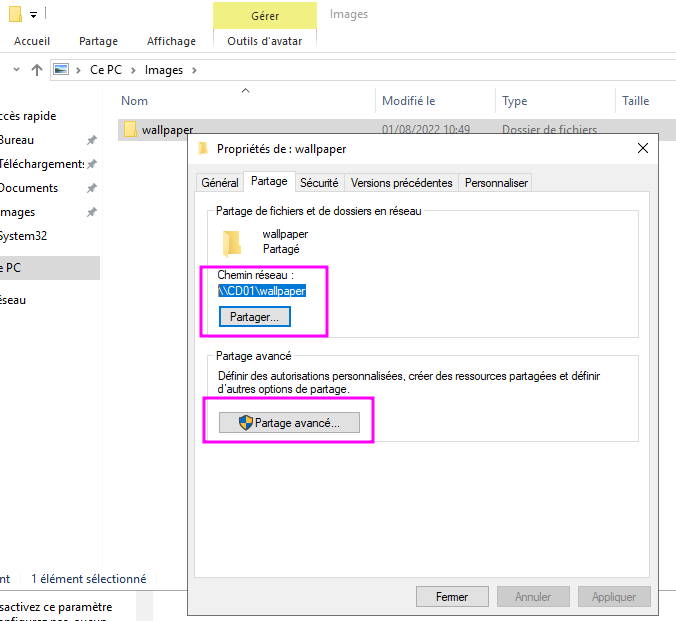 Gérer
Images
Accueil
Partage
Affichage
Outils d'avatar
Ce PC
Images
Nom
Modifié le
Type
Taille
ccès rapide
Bureau
Téléchargements
Documents
mages
System32
e PC
éseau
wallpaper
01/08/2022 10:49
Dossier de fichiers
Propriétés de : wallpaper
Général
Partage
Sécurité
Versions précédentes
Personnaliser
Partage de fichiers et de dossiers en réseau
wallpaper
Partagé
Chemin réseau :
\\CD01\wallpaper
Partager...
Partage avancé
Définir des autorisations personnalisées, créer des ressources partagées et définir
d'autres options de partage.
Partage avancé...
Fermer
Annuler
Appliquer
nt
1 élément sélectionné
sactivez ce paramètre